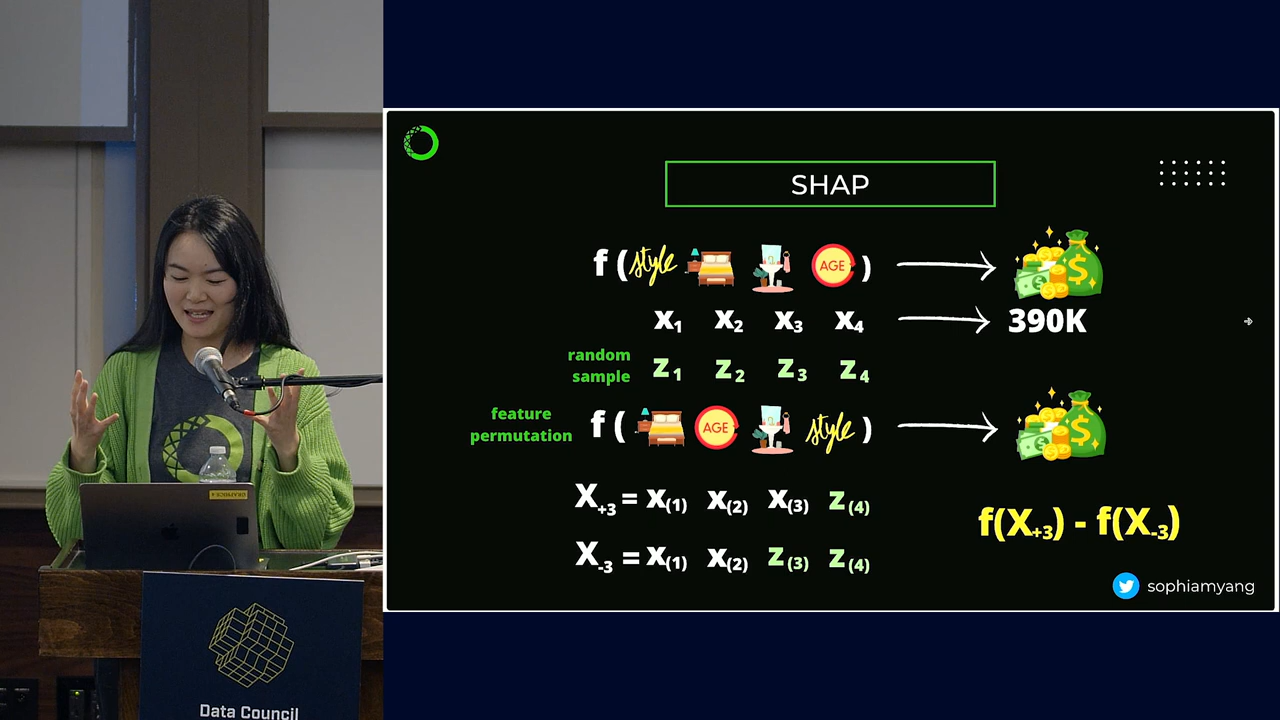 SHAP
f ( style AGE )
X₁ X₂ X₃ X₄ 390K
random
sample
Z₁ Z₂ Z₃ Z₄
feature
permutation
f ( AGE style )
X₊₃ = X₍₁₎ X₍₂₎ X₍₃₎ Z₍₄₎
f(X₊₃) - f(X₋₃)
X₋₃ = X₍₁₎ X₍₂₎ Z₍₃₎ Z₍₄₎
sophiamyang
Data Council